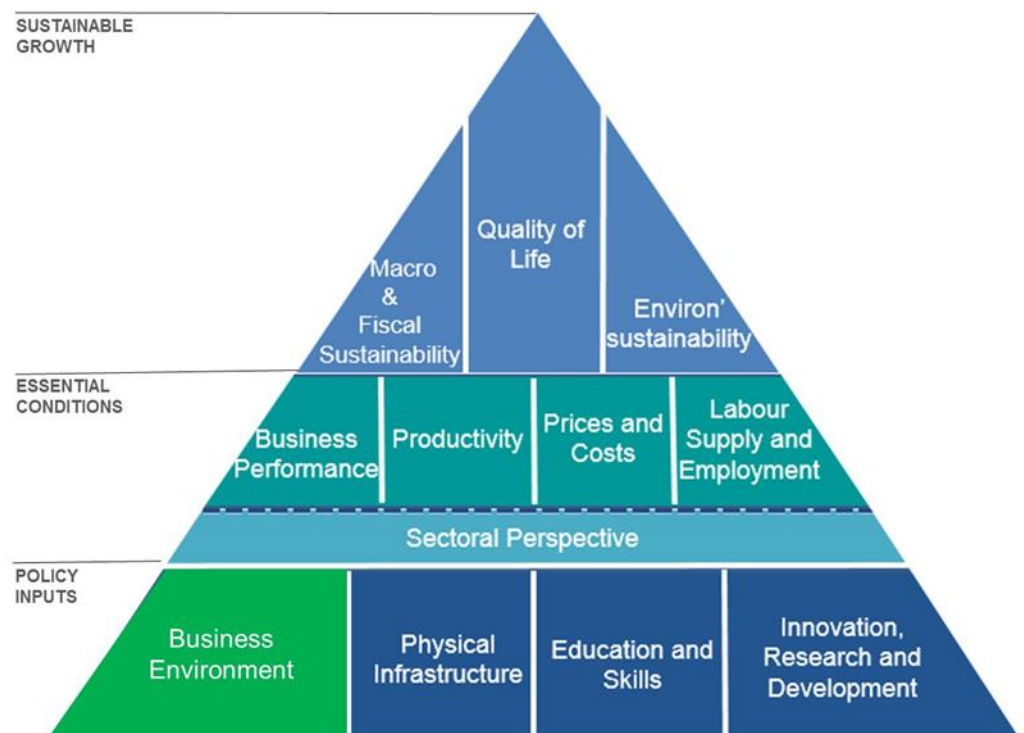 SUSTAINABLE
GROWTH
Quality of
Life
Macro
&
Fiscal
Sustainability
Environ'
sustainability
ESSENTIAL
CONDITIONS
Business
Performance
Productivity
Prices and
Costs
Labour
Supply and
Employment
Sectoral Perspective
POLICY
INPUTS
Business
Environment
Physical
Infrastructure
Education and
Skills
Innovation,
Research and
Development